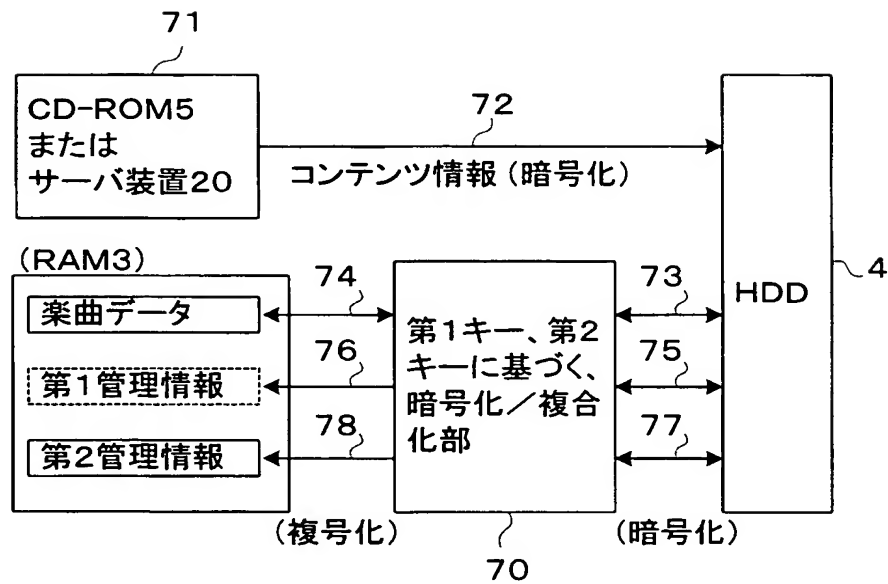 71
CD-ROM5
または
サーバ装置20
72
コンテンツ情報(暗号化)
(RAM3)
楽曲データ
第1管理情報
第2管理情報
74
76
78
第1キー、第2
キーに基づく、
暗号化/複合
化部
73
75
77
HDD
4
(複号化)
70
(暗号化)